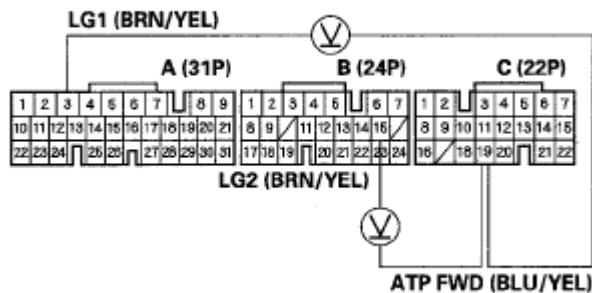 LG1 (BRN/YEL)
A (31P) B (24P) C (22P)
1 2 3 4 5 6 7 8 9 1 2 3 4 5 6 7 1 2 3 5 6 7
10 11 12 13 14 15 16 17 18 19 20 21 8 9 11 12 13 14 15 8 9 10 11 12 13 14 15
22 23 24 25 26 27 28 29 30 31 17 18 19 20 21 22 23 24 16 18 19 20 21 22
LG2 (BRN/YEL)
ATP FWD (BLU/YEL)